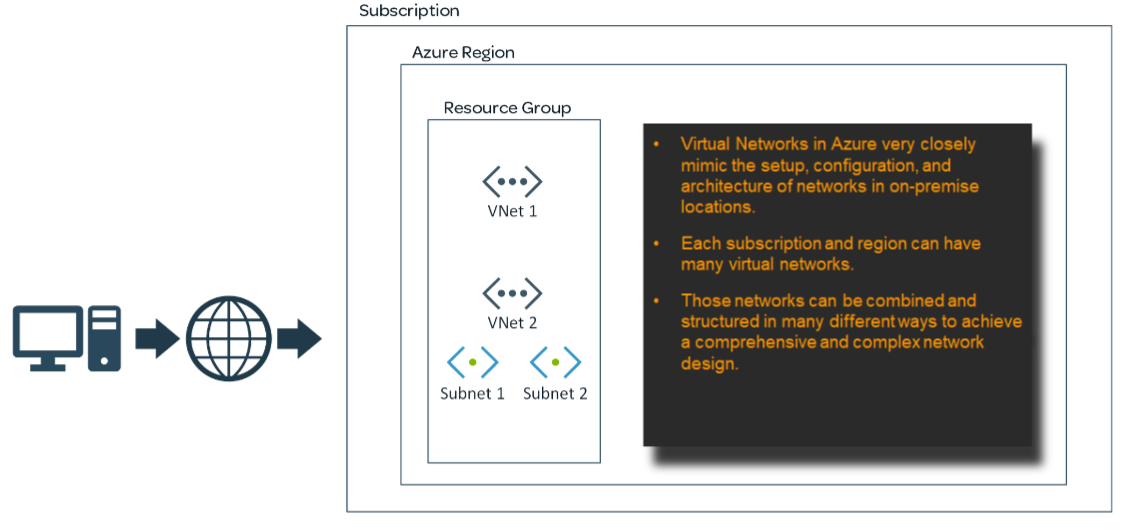 Subscription
Azure Region
Resource Group
VNet 1
VNet 2
Subnet 1
Subnet 2
• Virtual Networks in Azure very closely
mimic the setup, configuration, and
architecture of networks in on-premise
locations.
• Each subscription and region can have
many virtual networks.
• Those networks can be combined and
structured in many different ways to achieve
a comprehensive and complex network
design.